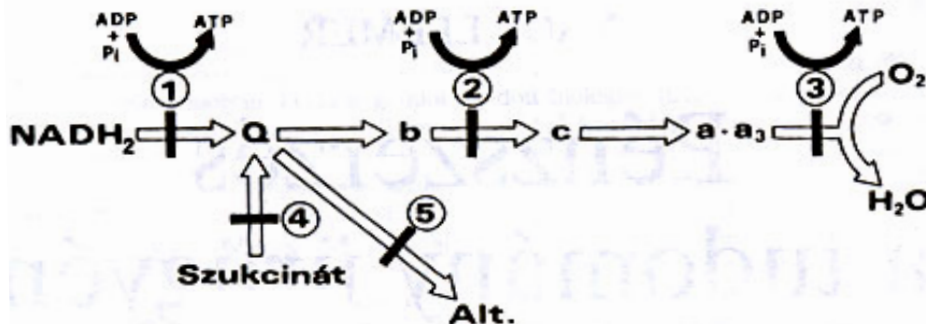 ADP + Pi ATP ADP + Pi ATP ADP + Pi ATP
1 2 3 O₂
NADH₂ Q b c a·a₃
H₂O
4 5
Szukcinát
Alt.